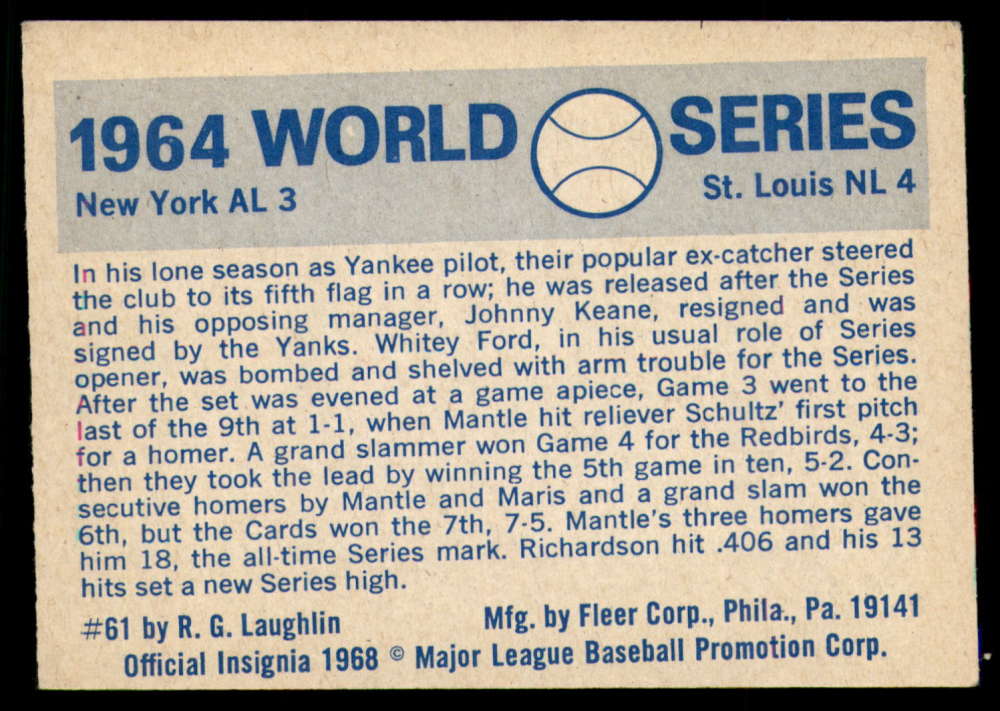 1964 WORLD SERIES
New York AL 3 St. Louis NL 4
In his lone season as Yankee pilot, their popular ex-catcher steered
the club to its fifth flag in a row; he was released after the Series
and his opposing manager, Johnny Keane, resigned and was
signed by the Yanks. Whitey Ford, in his usual role of Series
opener, was bombed and shelved with arm trouble for the Series.
After the set was evened at a game apiece, Game 3 went to the
last of the 9th at 1-1, when Mantle hit reliever Schultz' first pitch
for a homer. A grand slammer won Game 4 for the Redbirds, 4-3;
then they took the lead by winning the 5th game in ten, 5-2. Con-
secutive homers by Mantle and Maris and a grand slam won the
6th, but the Cards won the 7th, 7-5. Mantle's three homers gave
him 18, the all-time Series mark. Richardson hit .406 and his 13
hits set a new Series high.
#61 by R. G. Laughlin Mfg. by Fleer Corp., Phila., Pa. 19141
Official Insignia 1968 © Major League Baseball Promotion Corp.